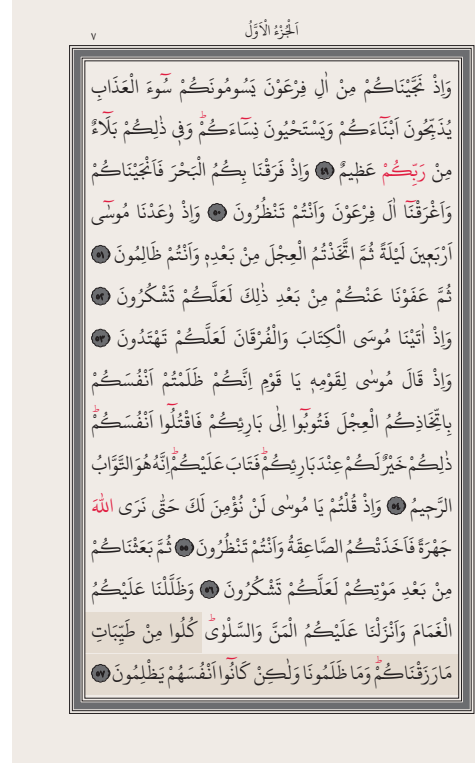 اَلْجُزْءُ الْاَوَّلُ
٧
وَاِذْ نَجَّيْنَاكُمْ مِنْ اٰلِ فِرْعَوْنَ يَسُومُونَكُمْ سُٓوءَ الْعَذَابِ
يُذَبِّحُونَ اَبْنَٓاءَكُمْ وَيَسْتَحْيُونَ نِسَٓاءَكُمْۜ وَف۪ي ذٰلِكُمْ بَلَٓاءٌ
مِنْ رَبِّكُمْ عَظ۪يمٌ ﴿٤٩﴾ وَاِذْ فَرَقْنَا بِكُمُ الْبَحْرَ فَاَنْجَيْنَاكُمْ
وَاَغْرَقْنَٓا اٰلَ فِرْعَوْنَ وَاَنْتُمْ تَنْظُرُونَ ﴿٥٠﴾ وَاِذْ وٰعَدْنَا مُوسٰٓى
اَرْبَع۪ينَ لَيْلَةً ثُمَّ اتَّخَذْتُمُ الْعِجْلَ مِنْ بَعْدِه۪ وَاَنْتُمْ ظَالِمُونَ ﴿٥١﴾
ثُمَّ عَفَوْنَا عَنْكُمْ مِنْ بَعْدِ ذٰلِكَ لَعَلَّكُمْ تَشْكُرُونَ ﴿٥٢﴾
وَاِذْ اٰتَيْنَا مُوسَى الْكِتَابَ وَالْفُرْقَانَ لَعَلَّكُمْ تَهْتَدُونَ ﴿٥٣﴾
وَاِذْ قَالَ مُوسٰى لِقَوْمِه۪ يَا قَوْمِ اِنَّكُمْ ظَلَمْتُمْ اَنْفُسَكُمْ
بِاتِّخَاذِكُمُ الْعِجْلَ فَتُوبُٓوا اِلٰى بَارِئِكُمْ فَاقْتُلُٓوا اَنْفُسَكُمْۜ
ذٰلِكُمْ خَيْرٌ لَكُمْ عِنْدَ بَارِئِكُمْۜ فَتَابَ عَلَيْكُمْۜ اِنَّهُ هُوَ التَّوَّابُ
الرَّح۪يمُ ﴿٥٤﴾ وَاِذْ قُلْتُمْ يَا مُوسٰى لَنْ نُؤْمِنَ لَكَ حَتّٰى نَرَى اللّٰهَ
جَهْرَةً فَاَخَذَتْكُمُ الصَّاعِقَةُ وَاَنْتُمْ تَنْظُرُونَ ﴿٥٥﴾ ثُمَّ بَعَثْنَاكُمْ
مِنْ بَعْدِ مَوْتِكُمْ لَعَلَّكُمْ تَشْكُرُونَ ﴿٥٦﴾ وَظَلَّلْنَا عَلَيْكُمُ
الْغَمَامَ وَاَنْزَلْنَا عَلَيْكُمُ الْمَنَّ وَالسَّلْوٰىۜ كُلُوا مِنْ طَيِّبَاتِ
مَا رَزَقْنَاكُمْۜ وَمَا ظَلَمُونَا وَلٰكِنْ كَانُٓوا اَنْفُسَهُمْ يَظْلِمُونَ ﴿٥٧﴾